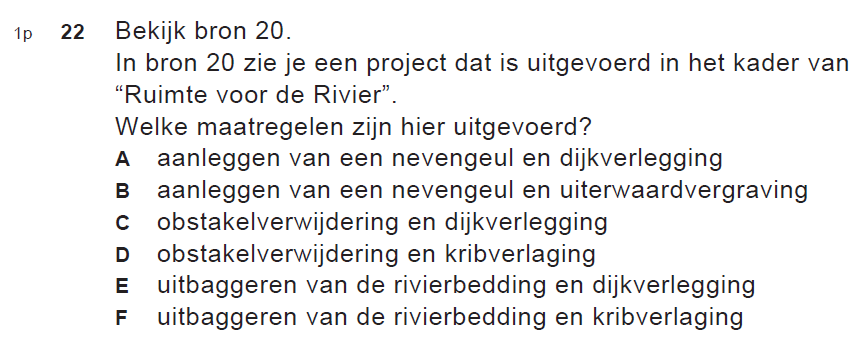 1p 22 Bekijk bron 20.
In bron 20 zie je een project dat is uitgevoerd in het kader van
“Ruimte voor de Rivier”.
Welke maatregelen zijn hier uitgevoerd?
A aanleggen van een nevengeul en dijkverlegging
B aanleggen van een nevengeul en uiterwaardvergraving
C obstakelverwijdering en dijkverlegging
D obstakelverwijdering en kribverlaging
E uitbaggeren van de rivierbedding en dijkverlegging
F uitbaggeren van de rivierbedding en kribverlaging